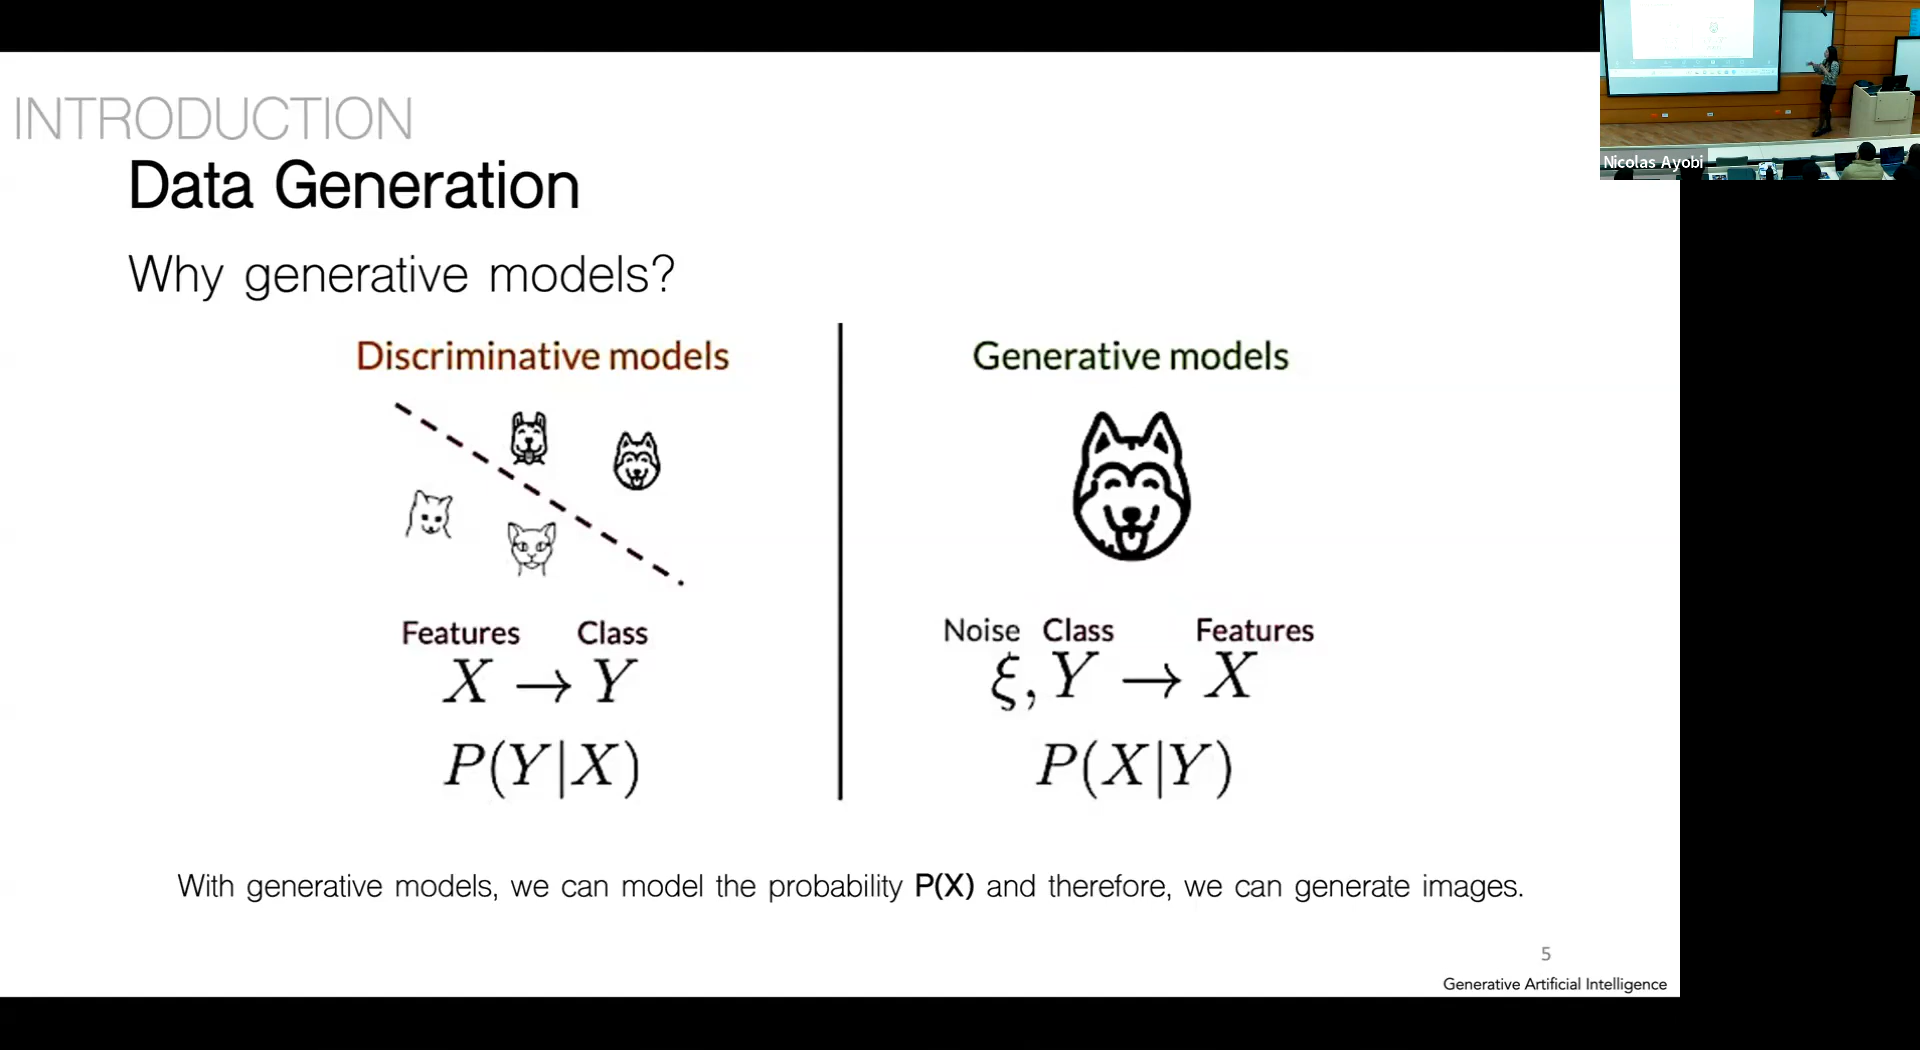 INTRODUCTION
Data Generation
Why generative models?
Discriminative models
Features Class
X → Y
P(Y|X)
Generative models
Noise Class Features
ξ, Y → X
P(X|Y)
With generative models, we can model the probability P(X) and therefore, we can generate images.
5
Generative Artificial Intelligence
Nicolas Ayobi